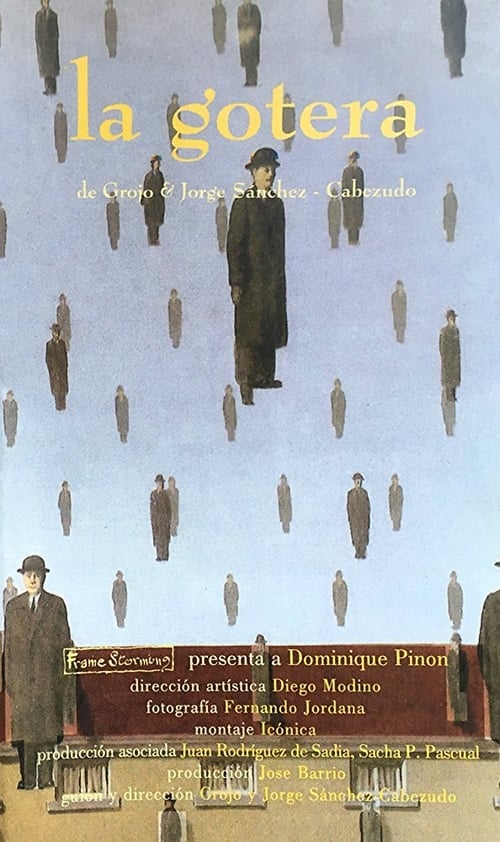 la gotera
de Grojo & Jorge Sánchez - Cabezudo
Frame Storming presenta a Dominique Pinon
dirección artística Diego Modino
fotografía Fernando Jordana
montaje Icónica
producción asociada Juan Rodríguez de Sadia, Sacha P. Pascual
producción Jose Barrio
guión y dirección Grojo y Jorge Sánchez-Cabezudo